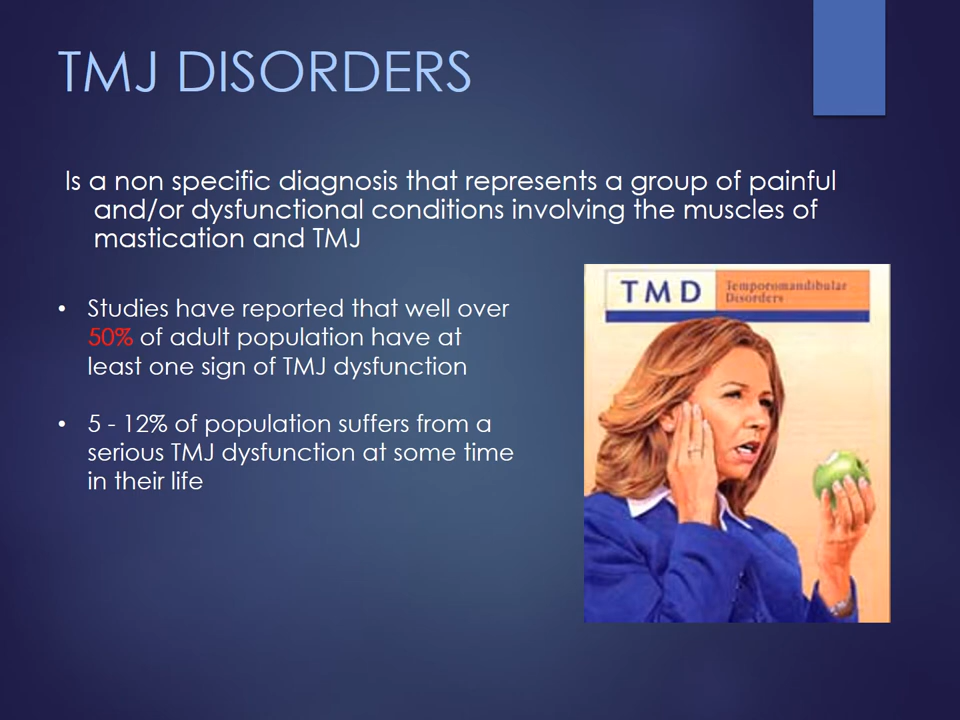 TMJ DISORDERS
Is a non specific diagnosis that represents a group of painful
and/or dysfunctional conditions involving the muscles of
mastication and TMJ
• Studies have reported that well over
50% of adult population have at
least one sign of TMJ dysfunction
• 5 - 12% of population suffers from a
serious TMJ dysfunction at some time
in their life
TMD
Temporomandibular
Disorders